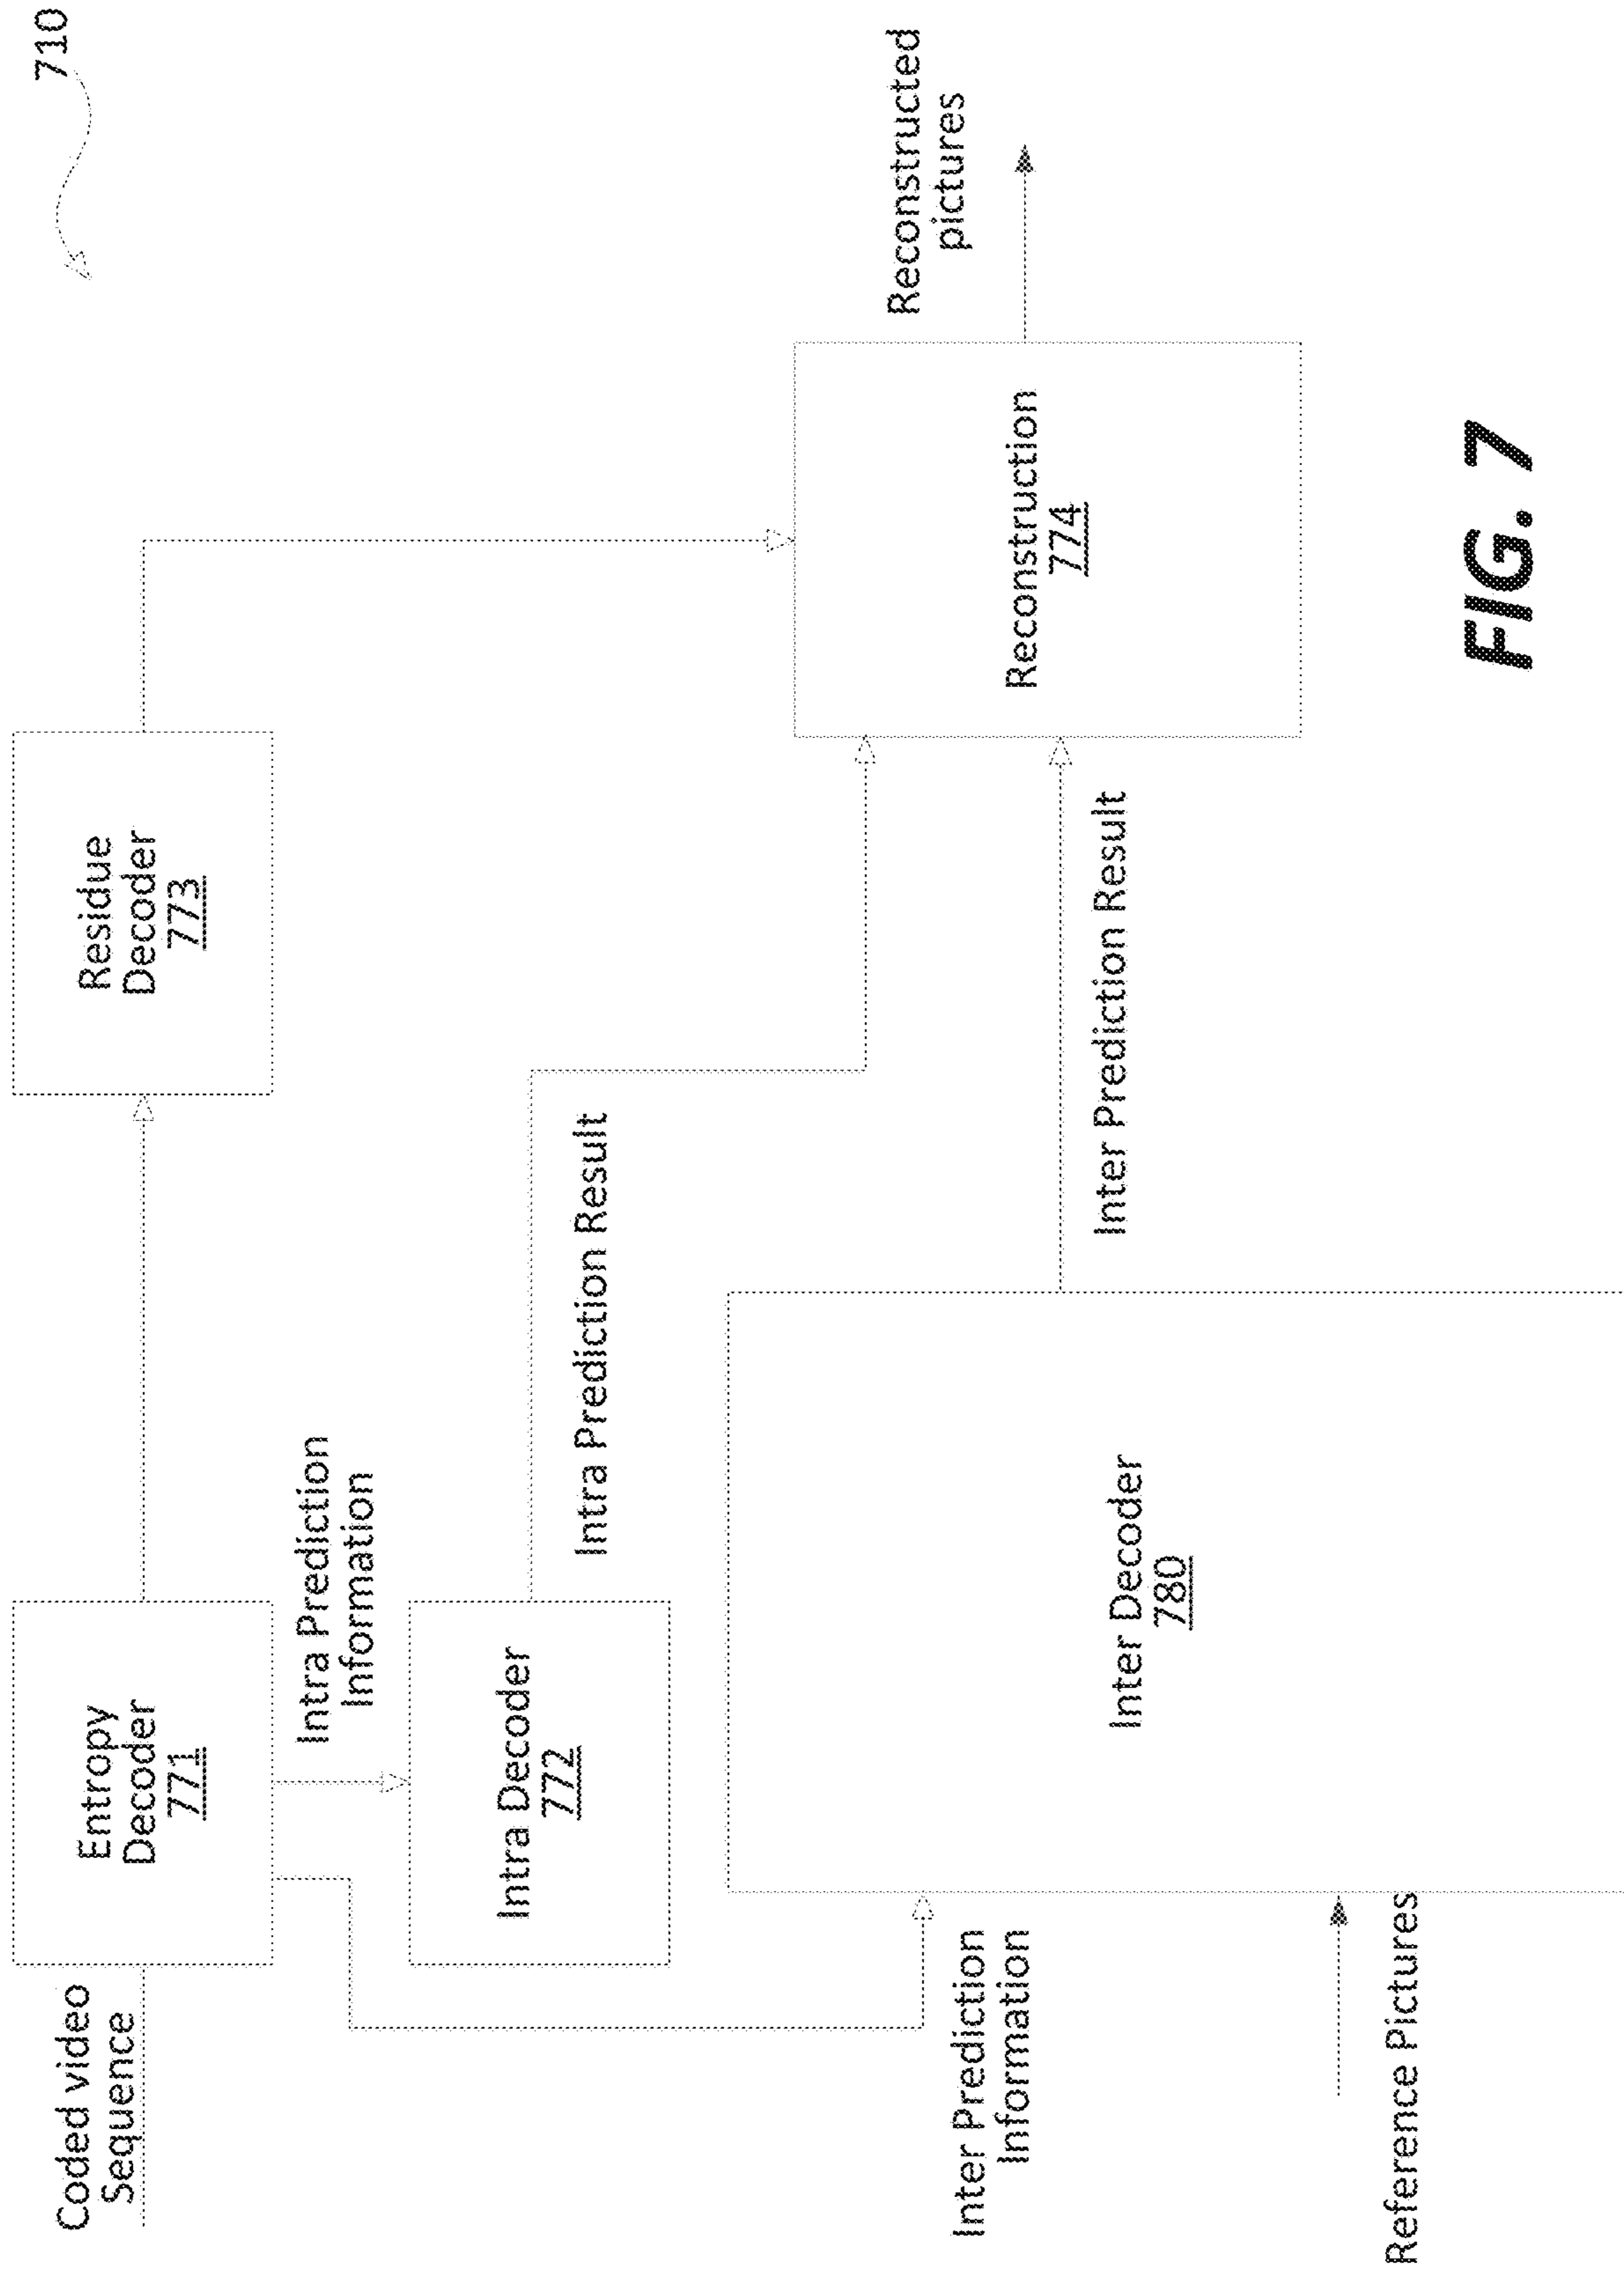 710
Coded video
Sequence
Entropy
Decoder
771
Residue
Decoder
773
Intra Prediction
Information
Intra Decoder
772
Intra Prediction Result
Reconstructed
pictures
Reconstruction
774
Inter Prediction
Information
Inter Decoder
780
Inter Prediction Result
Reference Pictures
FIG. 7